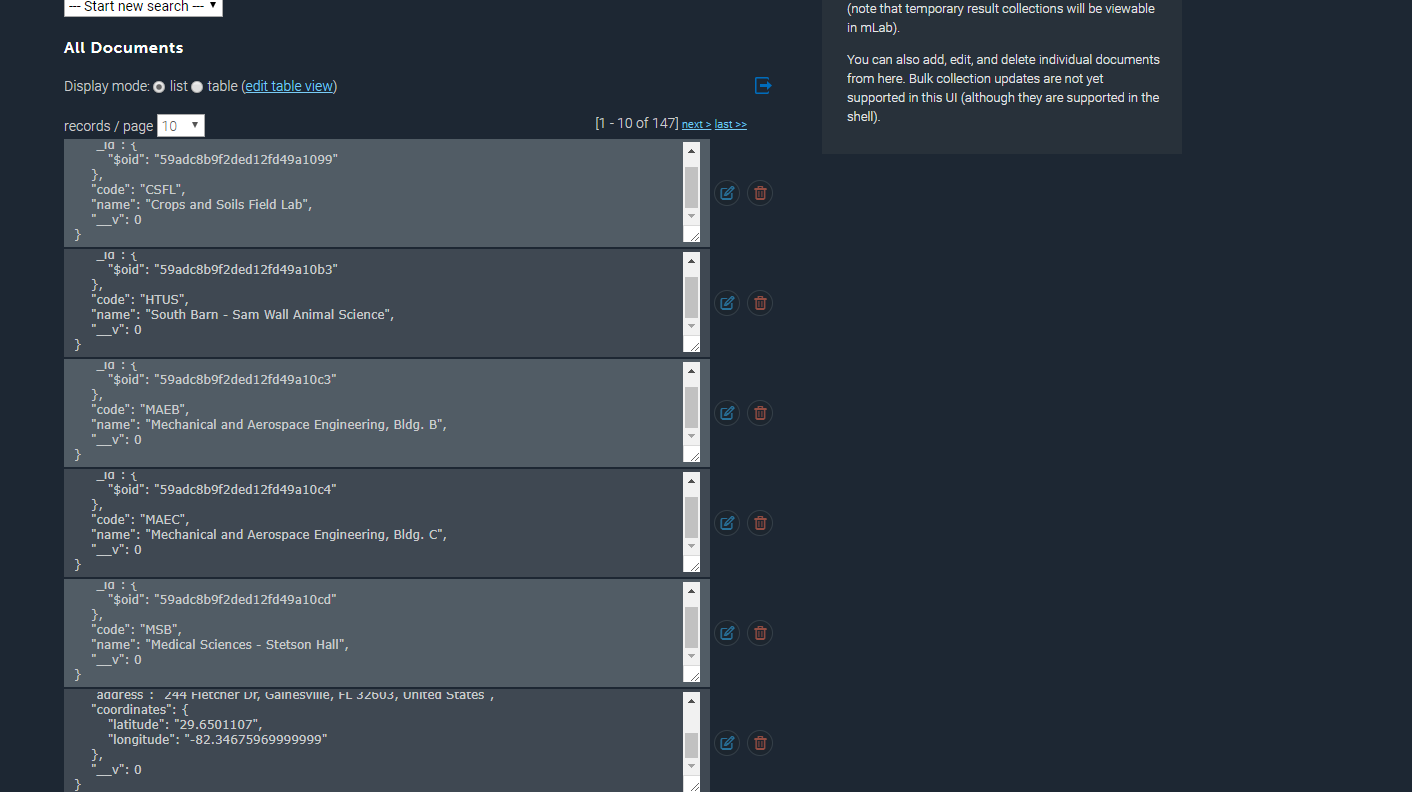 --- Start new search ---
All Documents
Display mode: list table (edit table view)
records / page 10
[1 - 10 of 147] next > last >>
_id : {
"$oid": "59adc8b9f2ded12fd49a1099"
},
"code": "CSFL",
"name": "Crops and Soils Field Lab",
"__v": 0
}
_id : {
"$oid": "59adc8b9f2ded12fd49a10b3"
},
"code": "HTUS",
"name": "South Barn - Sam Wall Animal Science",
"__v": 0
}
_id : {
"$oid": "59adc8b9f2ded12fd49a10c3"
},
"code": "MAEB",
"name": "Mechanical and Aerospace Engineering, Bldg. B",
"__v": 0
}
_id : {
"$oid": "59adc8b9f2ded12fd49a10c4"
},
"code": "MAEC",
"name": "Mechanical and Aerospace Engineering, Bldg. C",
"__v": 0
}
_id : {
"$oid": "59adc8b9f2ded12fd49a10cd"
},
"code": "MSB",
"name": "Medical Sciences - Stetson Hall",
"__v": 0
}
address : 244 Fletcher Dr, Gainesville, FL 32603, United States ,
"coordinates": {
"latitude": "29.6501107",
"longitude": "-82.34675969999999"
},
"__v": 0
}
(note that temporary result collections will be viewable
in mLab).
You can also add, edit, and delete individual documents
from here. Bulk collection updates are not yet
supported in this UI (although they are supported in the
shell).